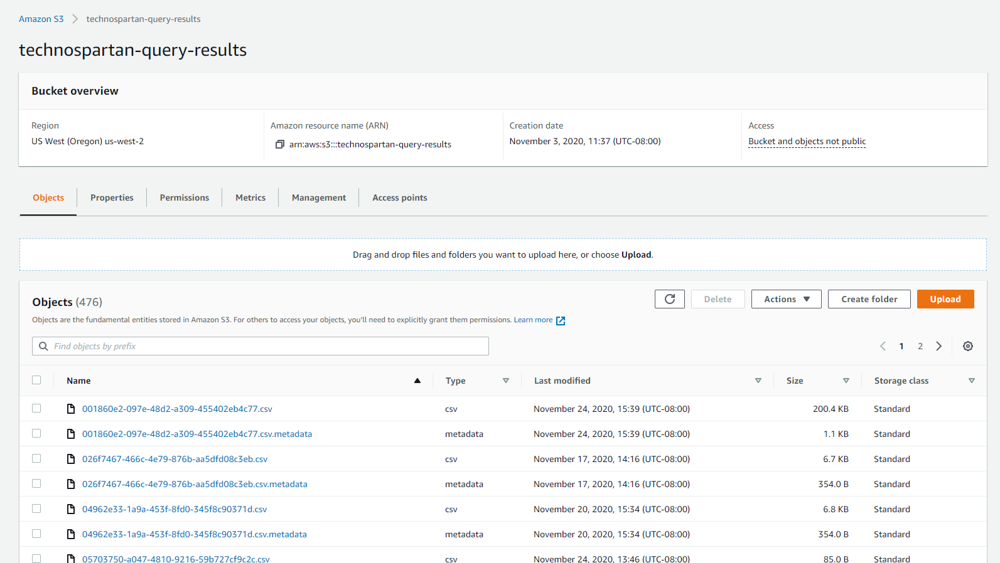 Amazon S3 technospartan-query-results
technospartan-query-results
Bucket overview
Region Amazon resource name (ARN) Creation date Access
US West (Oregon) us-west-2 arn:aws:s3:::technospartan-query-results November 3, 2020, 11:37 (UTC-08:00) Bucket and objects not public
Objects Properties Permissions Metrics Management Access points
Drag and drop files and folders you want to upload here, or choose Upload.
Objects (476) Delete Actions Create folder Upload
Objects are the fundamental entities stored in Amazon S3. For others to access your objects, you'll need to explicitly grant them permissions. Learn more
Find objects by prefix 1 2
Name Type Last modified Size Storage class
001860e2-097e-48d2-a309-455402eb4c77.csv csv November 24, 2020, 15:39 (UTC-08:00) 200.4 KB Standard
001860e2-097e-48d2-a309-455402eb4c77.csv.metadata metadata November 24, 2020, 15:39 (UTC-08:00) 1.1 KB Standard
026f7467-466c-4e79-876b-aa5dfd08c3eb.csv csv November 17, 2020, 14:16 (UTC-08:00) 6.7 KB Standard
026f7467-466c-4e79-876b-aa5dfd08c3eb.csv.metadata metadata November 17, 2020, 14:16 (UTC-08:00) 354.0 B Standard
04962e33-1a9a-453f-8fd0-345f8c90371d.csv csv November 20, 2020, 15:34 (UTC-08:00) 6.8 KB Standard
04962e33-1a9a-453f-8fd0-345f8c90371d.csv.metadata metadata November 20, 2020, 15:34 (UTC-08:00) 354.0 B Standard
05703750-a047-4810-9216-59b727cf9c2c.csv csv November 24, 2020, 13:46 (UTC-08:00) 85.0 B Standard